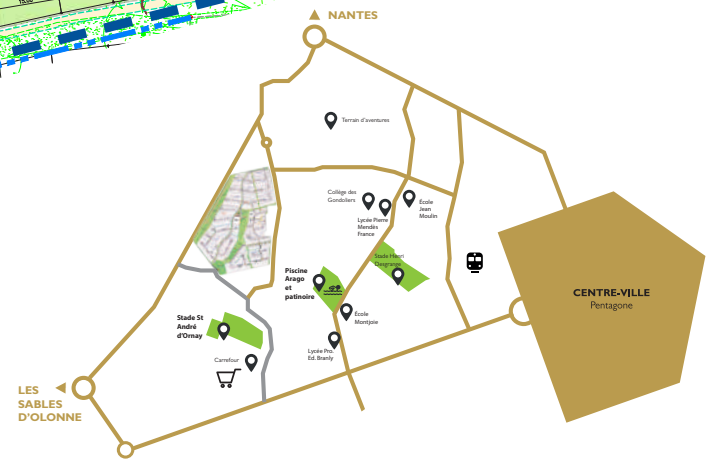 NANTES
Terrain d'aventures
Collège des
Gondoliers
Lycée Pierre
Mendès
France
École
Jean
Moulin
Stade Henri
Desgrange
Piscine
Arago
et
patinoire
CENTRE-VILLE
Pentagone
École
Montjoie
Stade St
André
d'Ornay
Lycée Pro.
Ed. Branly
Carrefour
LES
SABLES
D'OLONNE